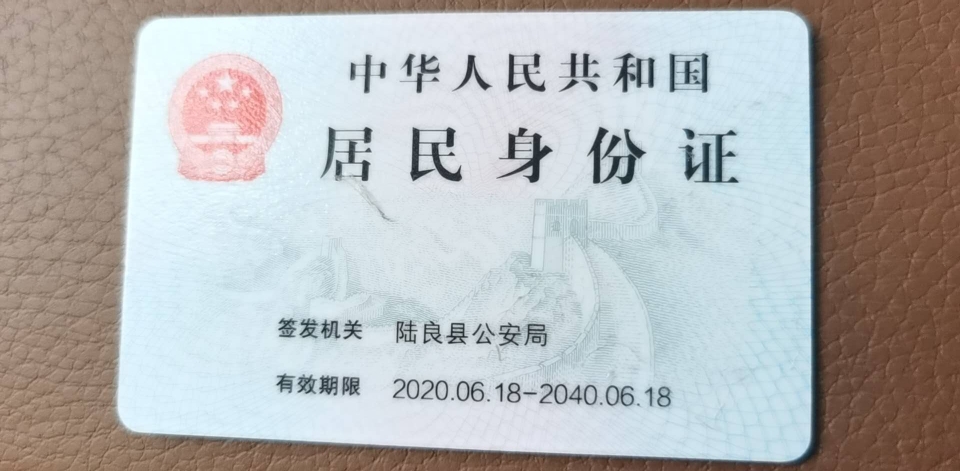 中华人民共和国
居民身份证
签发机关 陆良县公安局
有效期限 2020.06.18-2040.06.18